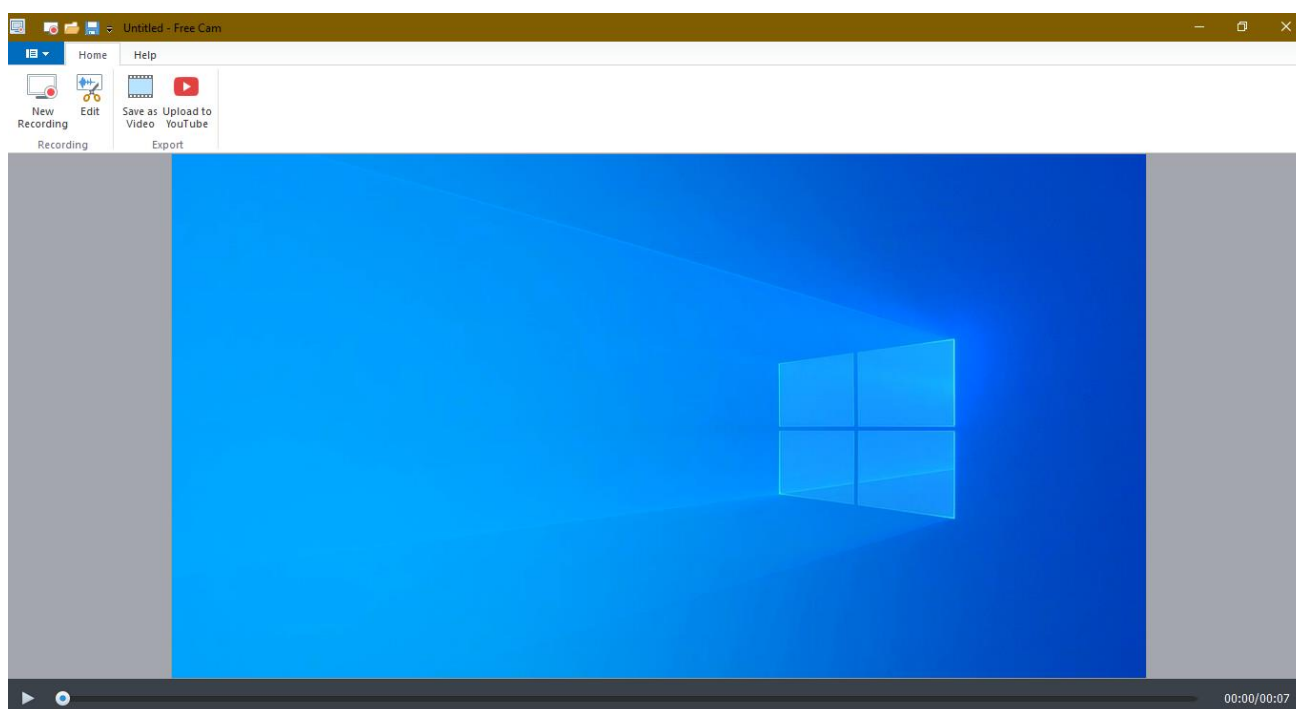 Untitled - Free Cam
Home Help
New Recording
Edit
Save as Video
Upload to YouTube
Recording
Export
00:00/00:07